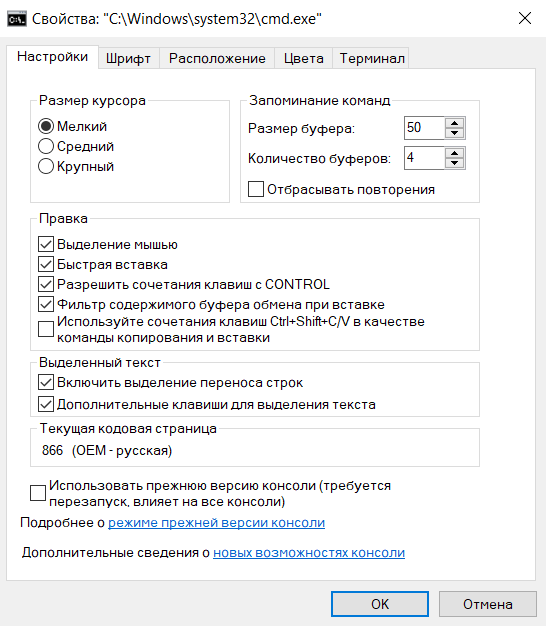 Свойства: "C:\Windows\system32\cmd.exe"
Настройки Шрифт Расположение Цвета Терминал
Размер курсора
Мелкий
Средний
Крупный
Запоминание команд
Размер буфера: 50
Количество буферов: 4
Отбрасывать повторения
Правка
Выделение мышью
Быстрая вставка
Разрешить сочетания клавиш с CONTROL
Фильтр содержимого буфера обмена при вставке
Используйте сочетания клавиш Ctrl+Shift+C/V в качестве
команды копирования и вставки
Выделенный текст
Включить выделение переноса строк
Дополнительные клавиши для выделения текста
Текущая кодовая страница
866 (OEM - русская)
Использовать прежнюю версию консоли (требуется
перезапуск, влияет на все консоли)
Подробнее о режиме прежней версии консоли
Дополнительные сведения о новых возможностях консоли
OK Отмена